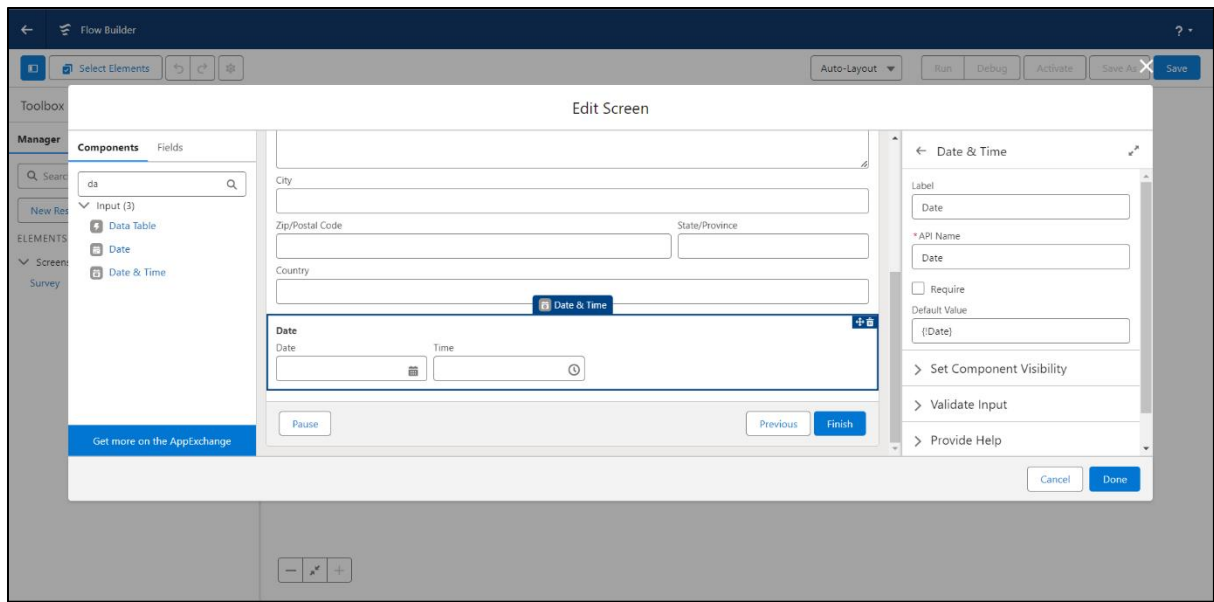 Flow Builder
?
Select Elements
Auto-Layout
Run
Debug
Activate
Save As
Save
Toolbox
Edit Screen
Manager
Components
Fields
Date & Time
Searc
da
City
Label
Input (3)
Date
New Res
Data Table
Zip/Postal Code
State/Province
ELEMENTS
Date
*API Name
Screens
Date & Time
Date
Survey
Country
Require
Date & Time
Default Value
Date
{!Date}
Date
Time
Set Component Visibility
Validate Input
Pause
Previous
Finish
Get more on the AppExchange
Provide Help
Cancel
Done